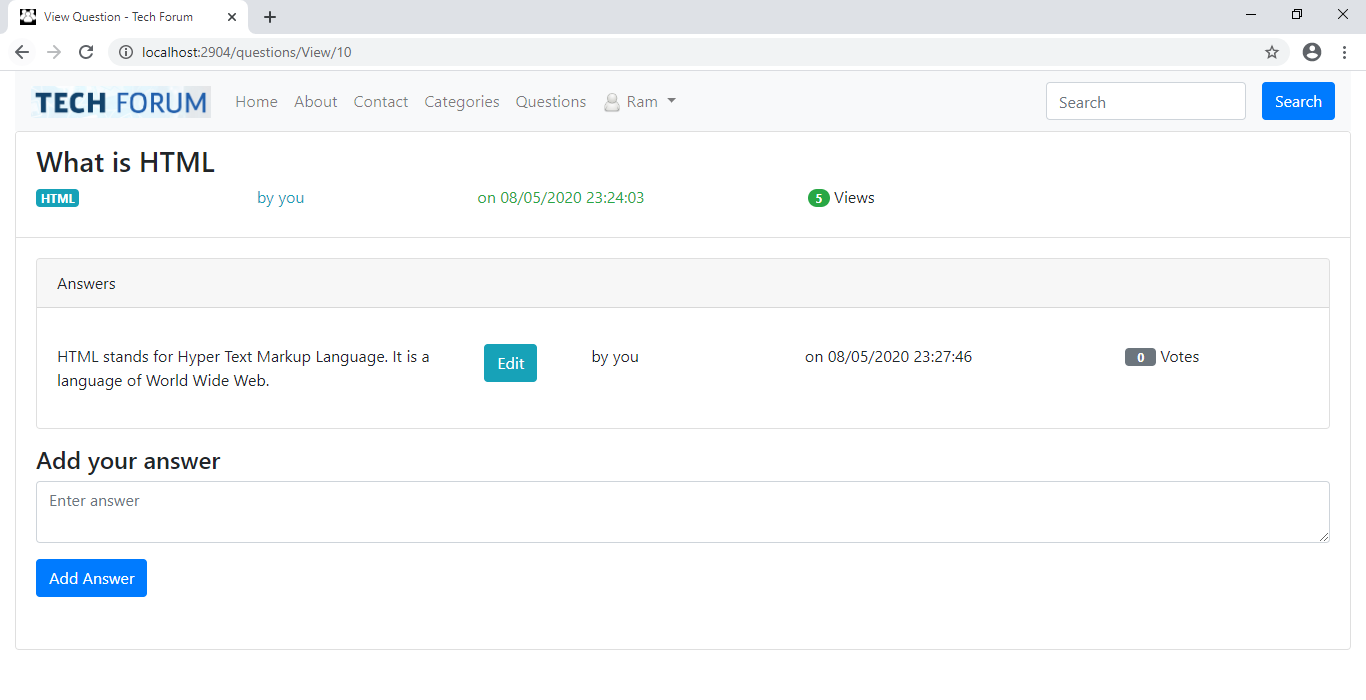 View Question - Tech Forum
localhost:2904/questions/View/10
TECH FORUM Home About Contact Categories Questions Ram Search Search
What is HTML
HTML by you on 08/05/2020 23:24:03 5 Views
Answers
HTML stands for Hyper Text Markup Language. It is a Edit by you on 08/05/2020 23:27:46 0 Votes
language of World Wide Web.
Add your answer
Enter answer
Add Answer